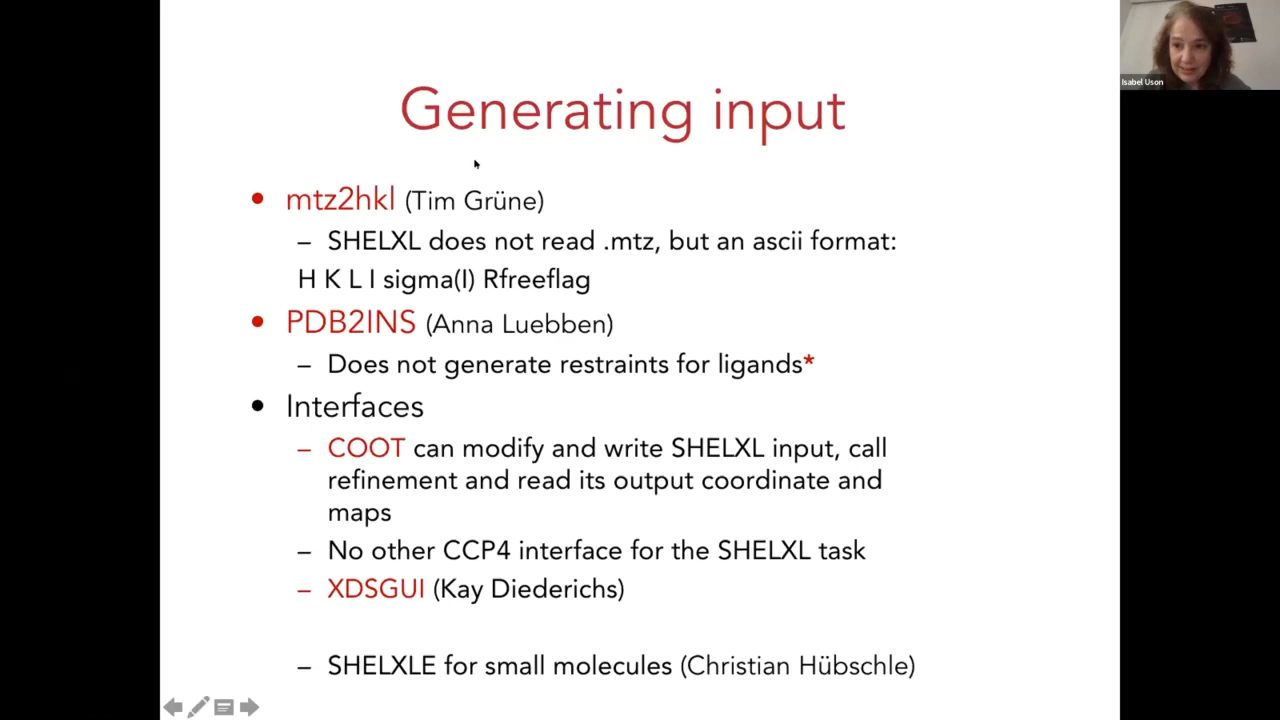 Generating input
• mtz2hkl (Tim Grüne)
– SHELXL does not read .mtz, but an ascii format:
H K L I sigma(I) Rfreeflag
• PDB2INS (Anna Luebben)
– Does not generate restraints for ligands*
• Interfaces
– COOT can modify and write SHELXL input, call
refinement and read its output coordinate and
maps
– No other CCP4 interface for the SHELXL task
– XDSGUI (Kay Diederichs)
– SHELXLE for small molecules (Christian Hübschle)
Isabel Uson